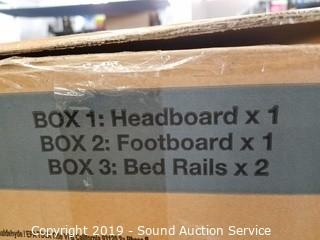 BOX 1: Headboard x 1
BOX 2: Footboard x 1
BOX 3: Bed Rails x 2
Copyright 2019 - Sound Auction Service